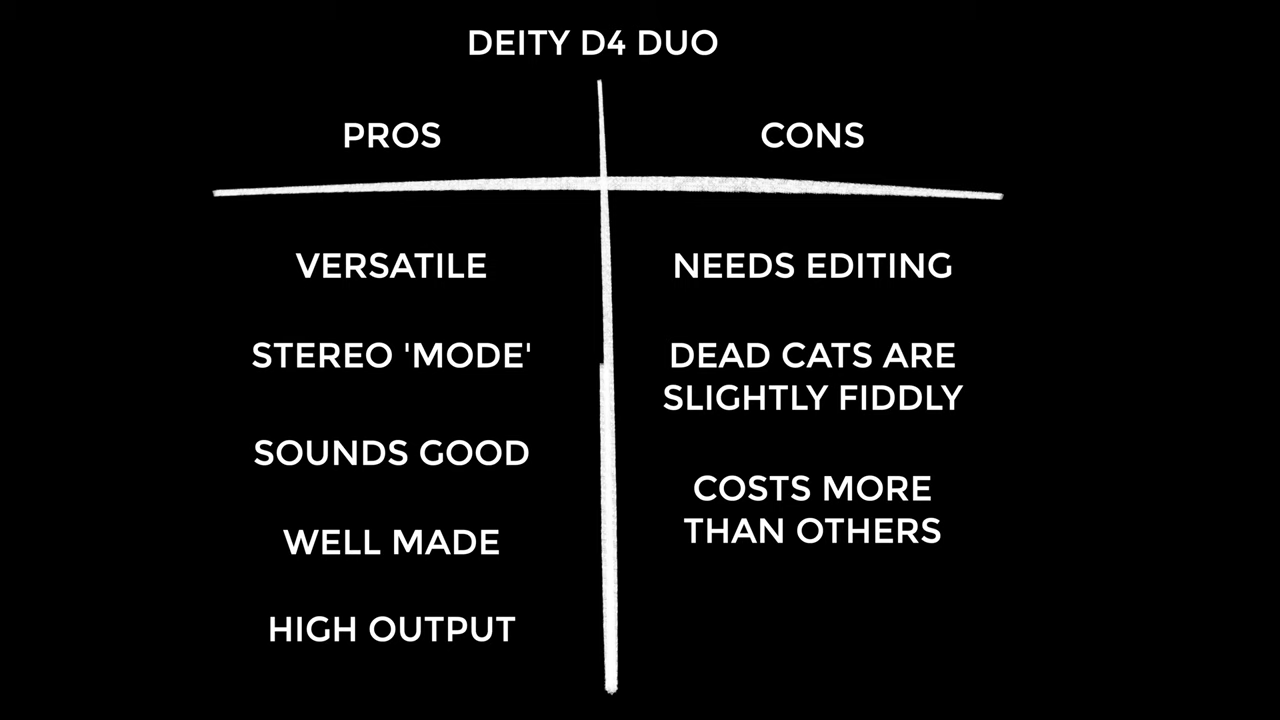 DEITY D4 DUO
PROS
CONS
VERSATILE
STEREO 'MODE'
SOUNDS GOOD
WELL MADE
HIGH OUTPUT
NEEDS EDITING
DEAD CATS ARE
SLIGHTLY FIDDLY
COSTS MORE
THAN OTHERS